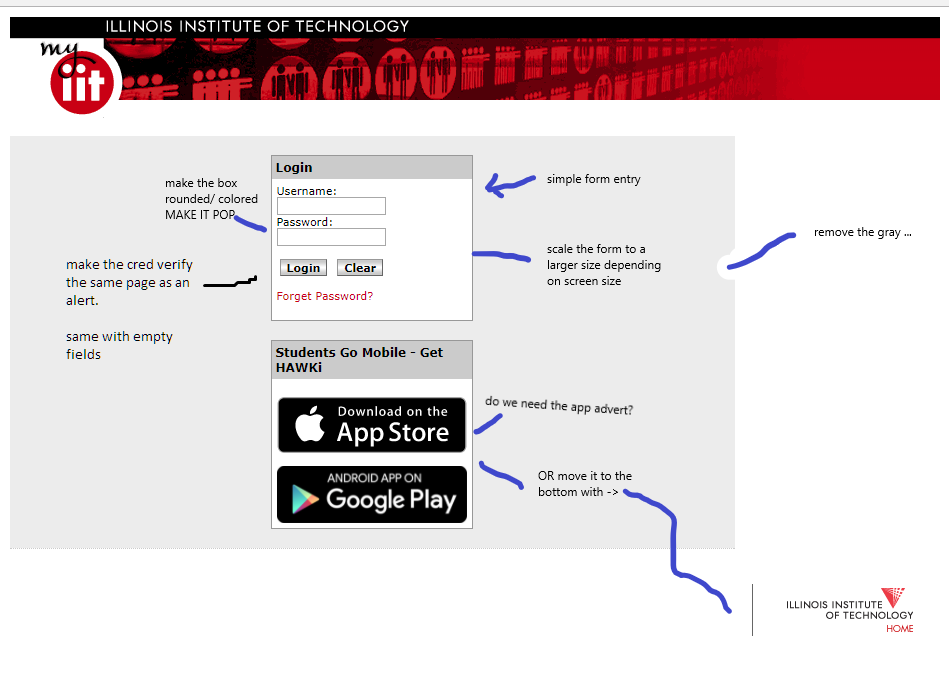 ILLINOIS INSTITUTE OF TECHNOLOGY
my
iit
Login
Username:
Password:
Login Clear
Forget Password?
make the box
rounded/ colored
MAKE IT POP
simple form entry
remove the gray ...
scale the form to a
larger size depending
on screen size
make the cred verify
the same page as an
alert.
same with empty
fields
Students Go Mobile - Get
HAWKi
Download on the
App Store
ANDROID APP ON
Google Play
do we need the app advert?
OR move it to the
bottom with ->
ILLINOIS INSTITUTE
OF TECHNOLOGY
HOME